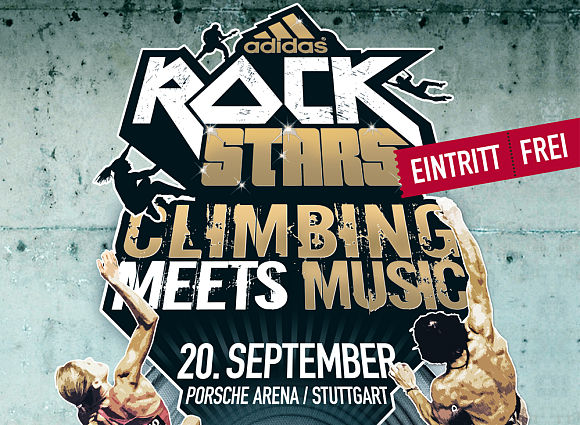 adidas
ROCK
STARS
EINTRITT FREI
CLIMBING
MEETS MUSIC
20. SEPTEMBER
PORSCHE ARENA / STUTTGART